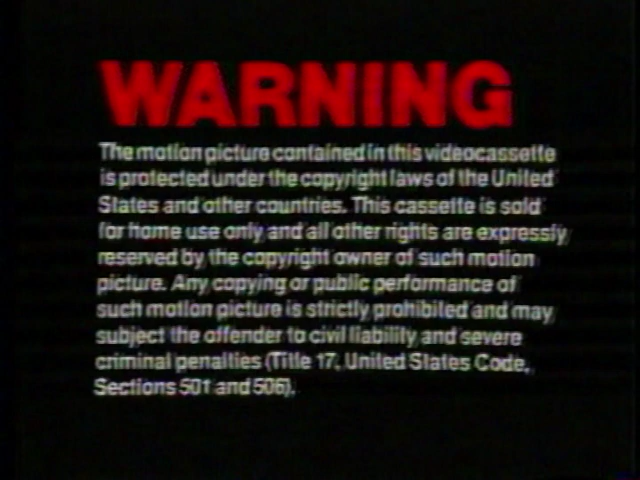 WARNING
The motion picture contained in this videocassette
is protected under the copyright laws of the United
States and other countries. This cassette is sold
for home use only and all other rights are expressly
reserved by the copyright owner of such motion
picture. Any copying or public performance of
such motion picture is strictly prohibited and may
subject the offender to civil liability and severe
criminal penalties (Title 17, United States Code,
Sections 501 and 506).